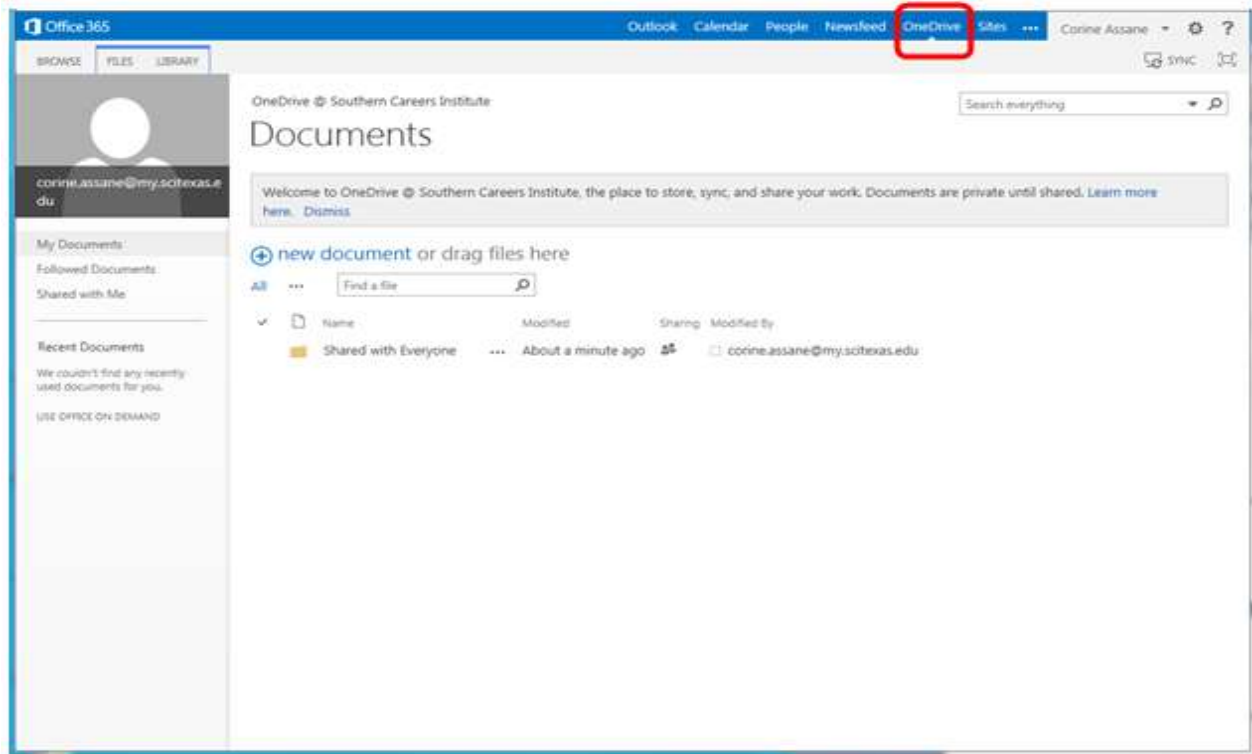 Office 365
Outlook Calendar People Newsfeed OneDrive Sites ••• Corine Assane ?
BROWSE FILES LIBRARY
SYNC
corine.assane@my.scitexas.e
du
My Documents
Followed Documents
Shared with Me
Recent Documents
We couldn't find any recently
used documents for you.
USE OFFICE ON DEMAND
OneDrive @ Southern Careers Institute
Search everything
Documents
Welcome to OneDrive @ Southern Careers Institute, the place to store, sync, and share your work. Documents are private until shared. Learn more
here. Dismiss
new document or drag files here
All ••• Find a file
Name Modified Sharing Modified By
Shared with Everyone ••• About a minute ago corine.assane@my.scitexas.edu